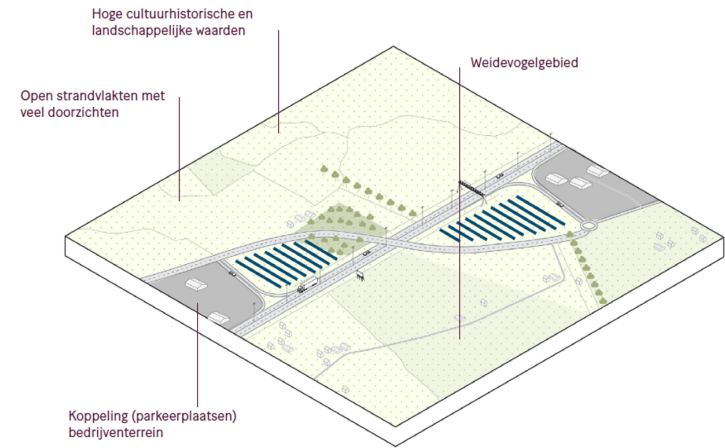 Hoge cultuurhistorische en
landschappelijke waarden
Weidevogelgebied
Open strandvlakten met
veel doorzichten
Koppeling (parkeerplaatsen)
bedrijventerrein